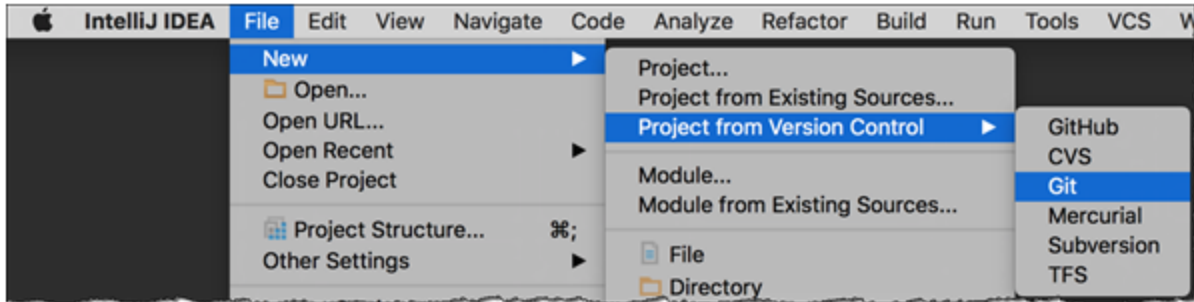 IntelliJ IDEA File Edit View Navigate Code Analyze Refactor Build Run Tools VCS
New
Open...
Open URL...
Open Recent
Close Project
Project Structure... ⌘;
Other Settings
Project...
Project from Existing Sources...
Project from Version Control
Module...
Module from Existing Sources...
File
Directory
GitHub
CVS
Git
Mercurial
Subversion
TFS